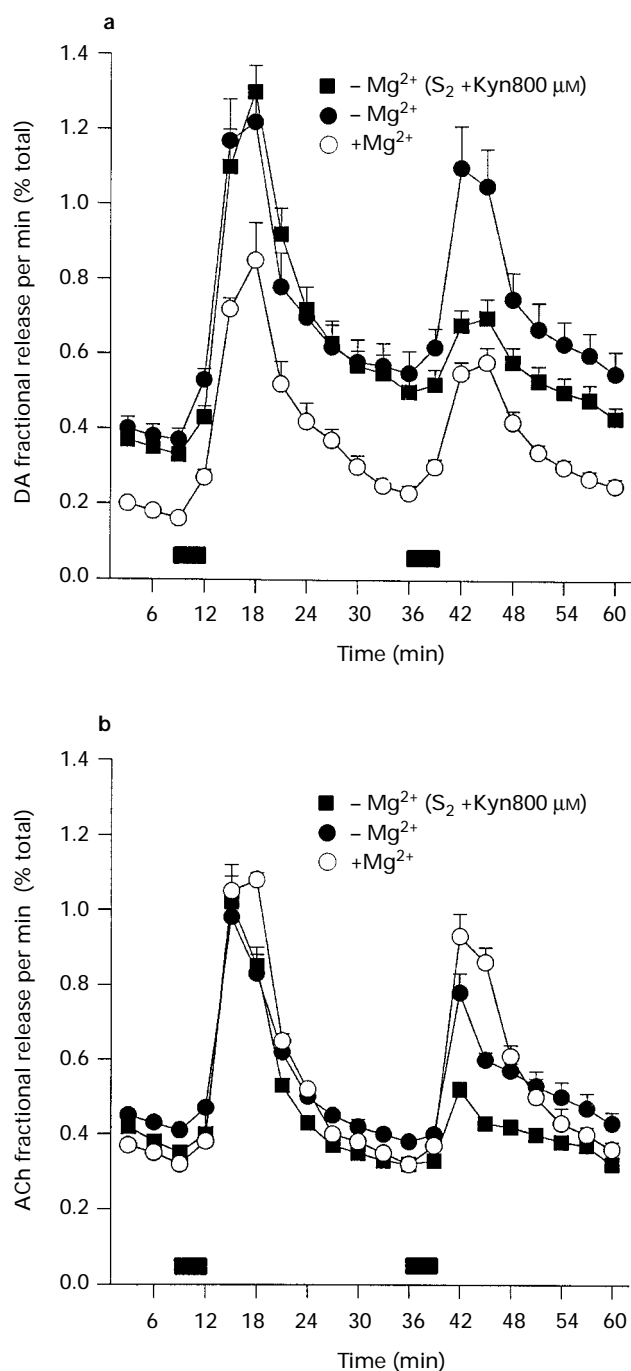 a
DA fractional release per min (% total)
1.4
1.2
1.0
0.8
0.6
0.4
0.2
0.0
– Mg²⁺ (S₂ +Kyn800 µM)
– Mg²⁺
+Mg²⁺
6 12 18 24 30 36 42 48 54 60
Time (min)
b
ACh fractional release per min (% total)
1.4
1.2
1.0
0.8
0.6
0.4
0.2
0.0
– Mg²⁺ (S₂ +Kyn800 µM)
– Mg²⁺
+Mg²⁺
6 12 18 24 30 36 42 48 54 60
Time (min)